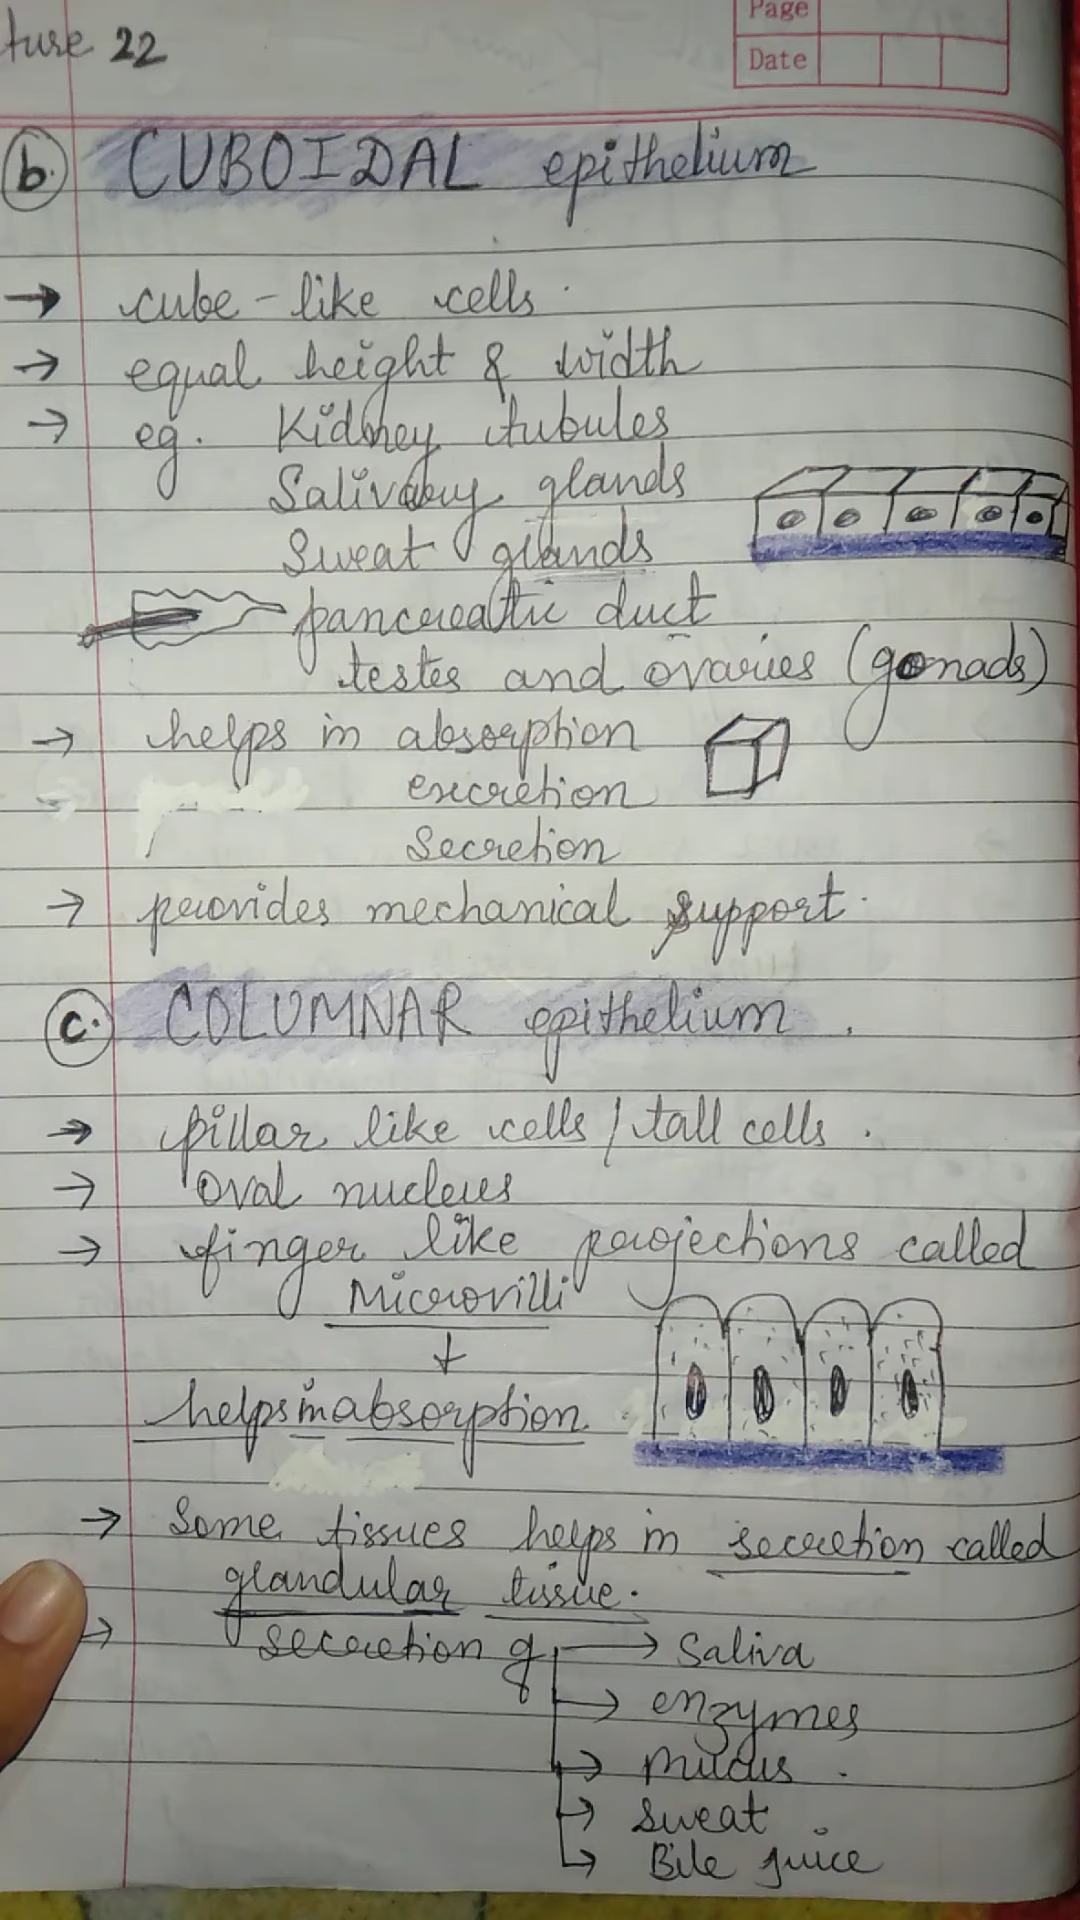 ture 22
Page
Date
b. CUBOIDAL epithelium
→ cube-like cells.
→ equal height & width
→ eg. Kidney tubules
Salivary glands
Sweat glands
pancreatic duct
testes and ovaries (gonads)
→ helps in absorption
excretion
Secretion
→ provides mechanical support.
c. COLUMNAR epithelium.
→ pillar like cells / tall cells.
→ oval nucleus
→ finger like projections called
Microvilli
+
helps in absorption
→ Some tissues helps in secretion called
glandular tissue.
→ secretion of → Saliva
→ enzymes
→ Mucus.
→ Sweat
→ Bile juice